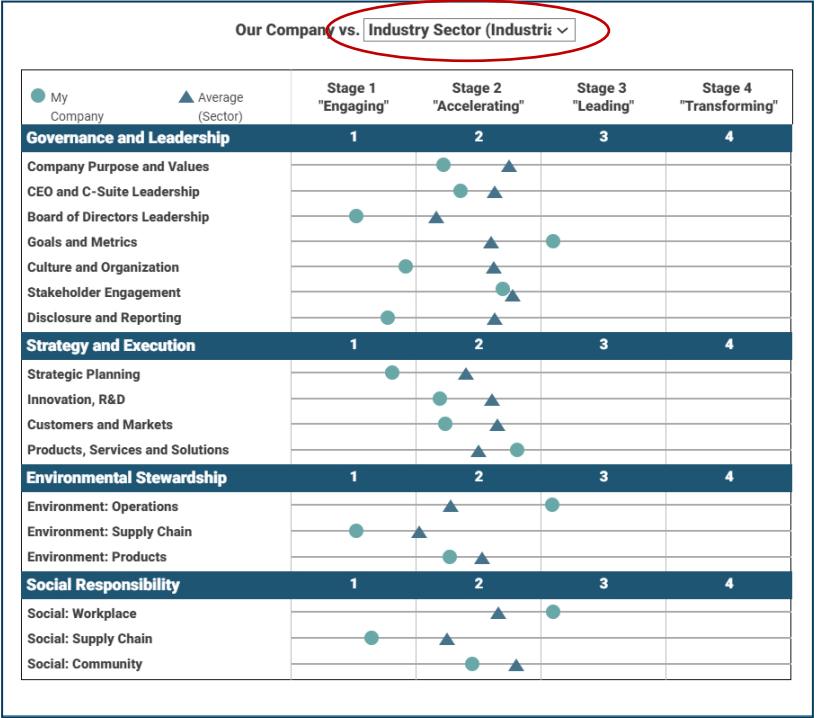 Our Company vs. Industry Sector (Industria
My Average
Company (Sector)
Stage 1 Stage 2 Stage 3 Stage 4
"Engaging" "Accelerating" "Leading" "Transforming"
Governance and Leadership 1 2 3 4
Company Purpose and Values
CEO and C-Suite Leadership
Board of Directors Leadership
Goals and Metrics
Culture and Organization
Stakeholder Engagement
Disclosure and Reporting
Strategy and Execution 1 2 3 4
Strategic Planning
Innovation, R&D
Customers and Markets
Products, Services and Solutions
Environmental Stewardship 1 2 3 4
Environment: Operations
Environment: Supply Chain
Environment: Products
Social Responsibility 1 2 3 4
Social: Workplace
Social: Supply Chain
Social: Community